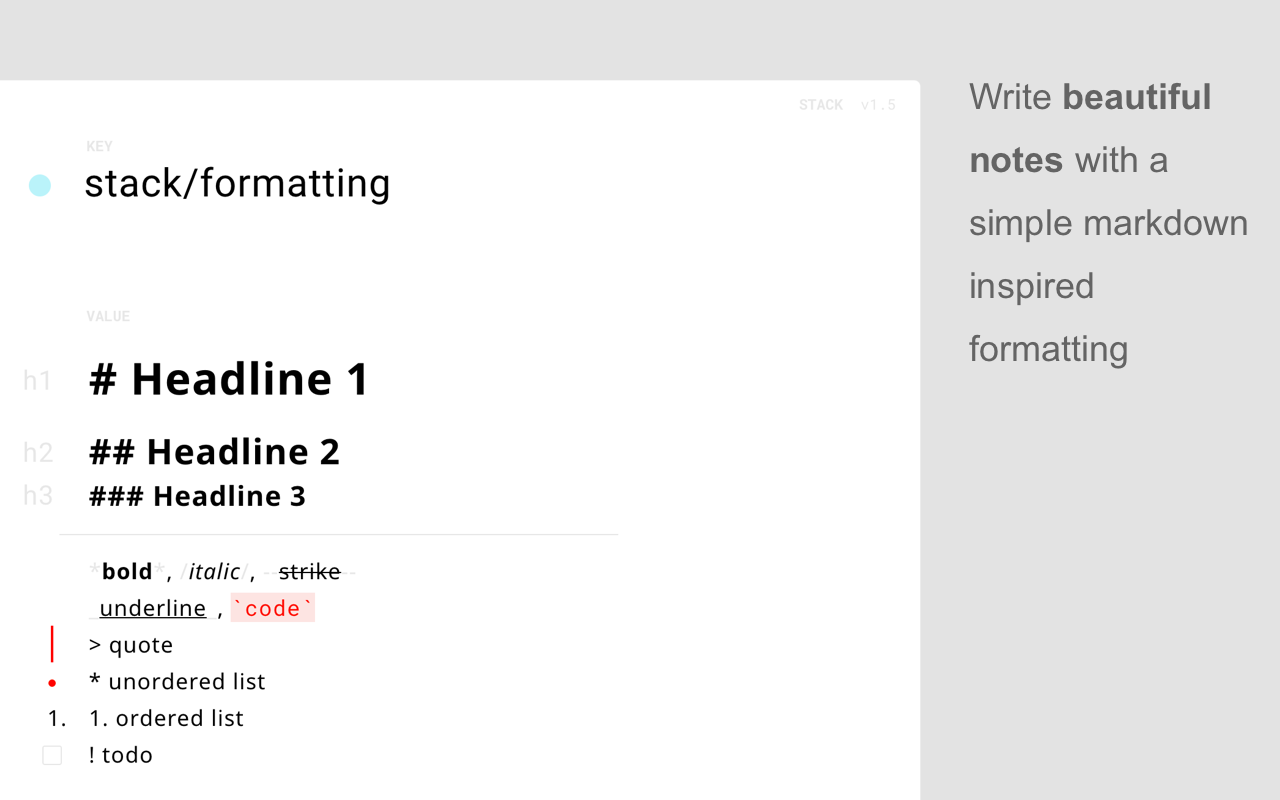 STACK v1.5
KEY
stack/formatting
VALUE
h1 # Headline 1
h2 ## Headline 2
h3 ### Headline 3
*bold*, /italic/, --strike--
_underline_, `code`
> quote
* unordered list
1. 1. ordered list
! todo
Write beautiful
notes with a
simple markdown
inspired
formatting